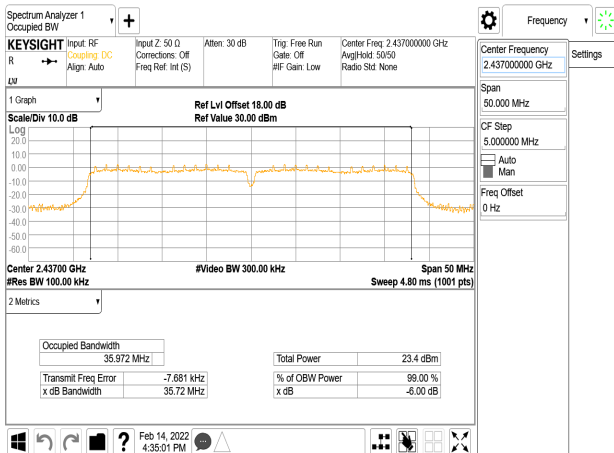 Spectrum Analyzer 1
Occupied BW
Frequency
KEYSIGHT
R
Input: RF
Coupling: DC
Align: Auto
Input Z: 50 Ω
Corrections: Off
Freq Ref: Int (S)
Atten: 30 dB
Trig: Free Run
Gate: Off
#IF Gain: Low
Center Freq: 2.437000000 GHz
Avg|Hold: 50/50
Radio Std: None
Center Frequency
2.437000000 GHz
Settings
Span
50.000 MHz
CF Step
5.000000 MHz
Auto
Man
Freq Offset
0 Hz
1 Graph
Scale/Div 10.0 dB
Ref Lvl Offset 18.00 dB
Ref Value 30.00 dBm
Log
20.0
10.0
0.00
-10.0
-20.0
-30.0
-40.0
-50.0
-60.0
Center 2.43700 GHz
#Video BW 300.00 kHz
Span 50 MHz
#Res BW 100.00 kHz
Sweep 4.80 ms (1001 pts)
2 Metrics
Occupied Bandwidth
35.972 MHz
Total Power 23.4 dBm
Transmit Freq Error -7.681 kHz
% of OBW Power 99.00 %
x dB Bandwidth 35.72 MHz
x dB -6.00 dB
?
Feb 14, 2022
4:35:01 PM